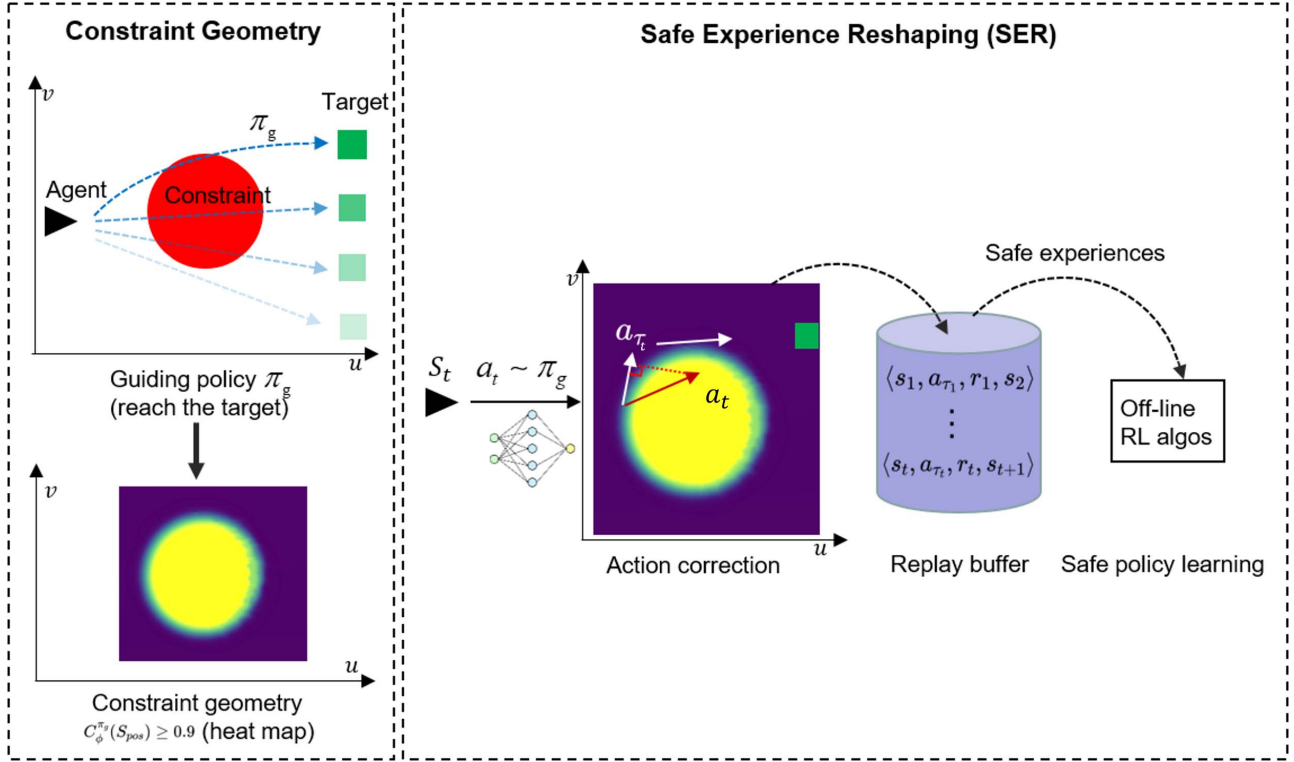 Constraint Geometry
v
Target
π_g
Agent
Constraint
u
Guiding policy π_g
(reach the target)
v
u
Constraint geometry
C_ϕ^{π_g}(S_{pos}) ≥ 0.9 (heat map)
Safe Experience Reshaping (SER)
Safe experiences
v
a_{τ_t}
S_t a_t ~ π_g
a_t
⟨s_1, a_{τ_1}, r_1, s_2⟩
⋮
⟨s_t, a_{τ_t}, r_t, s_{t+1}⟩
Off-line
RL algos
u
Action correction
Replay buffer
Safe policy learning